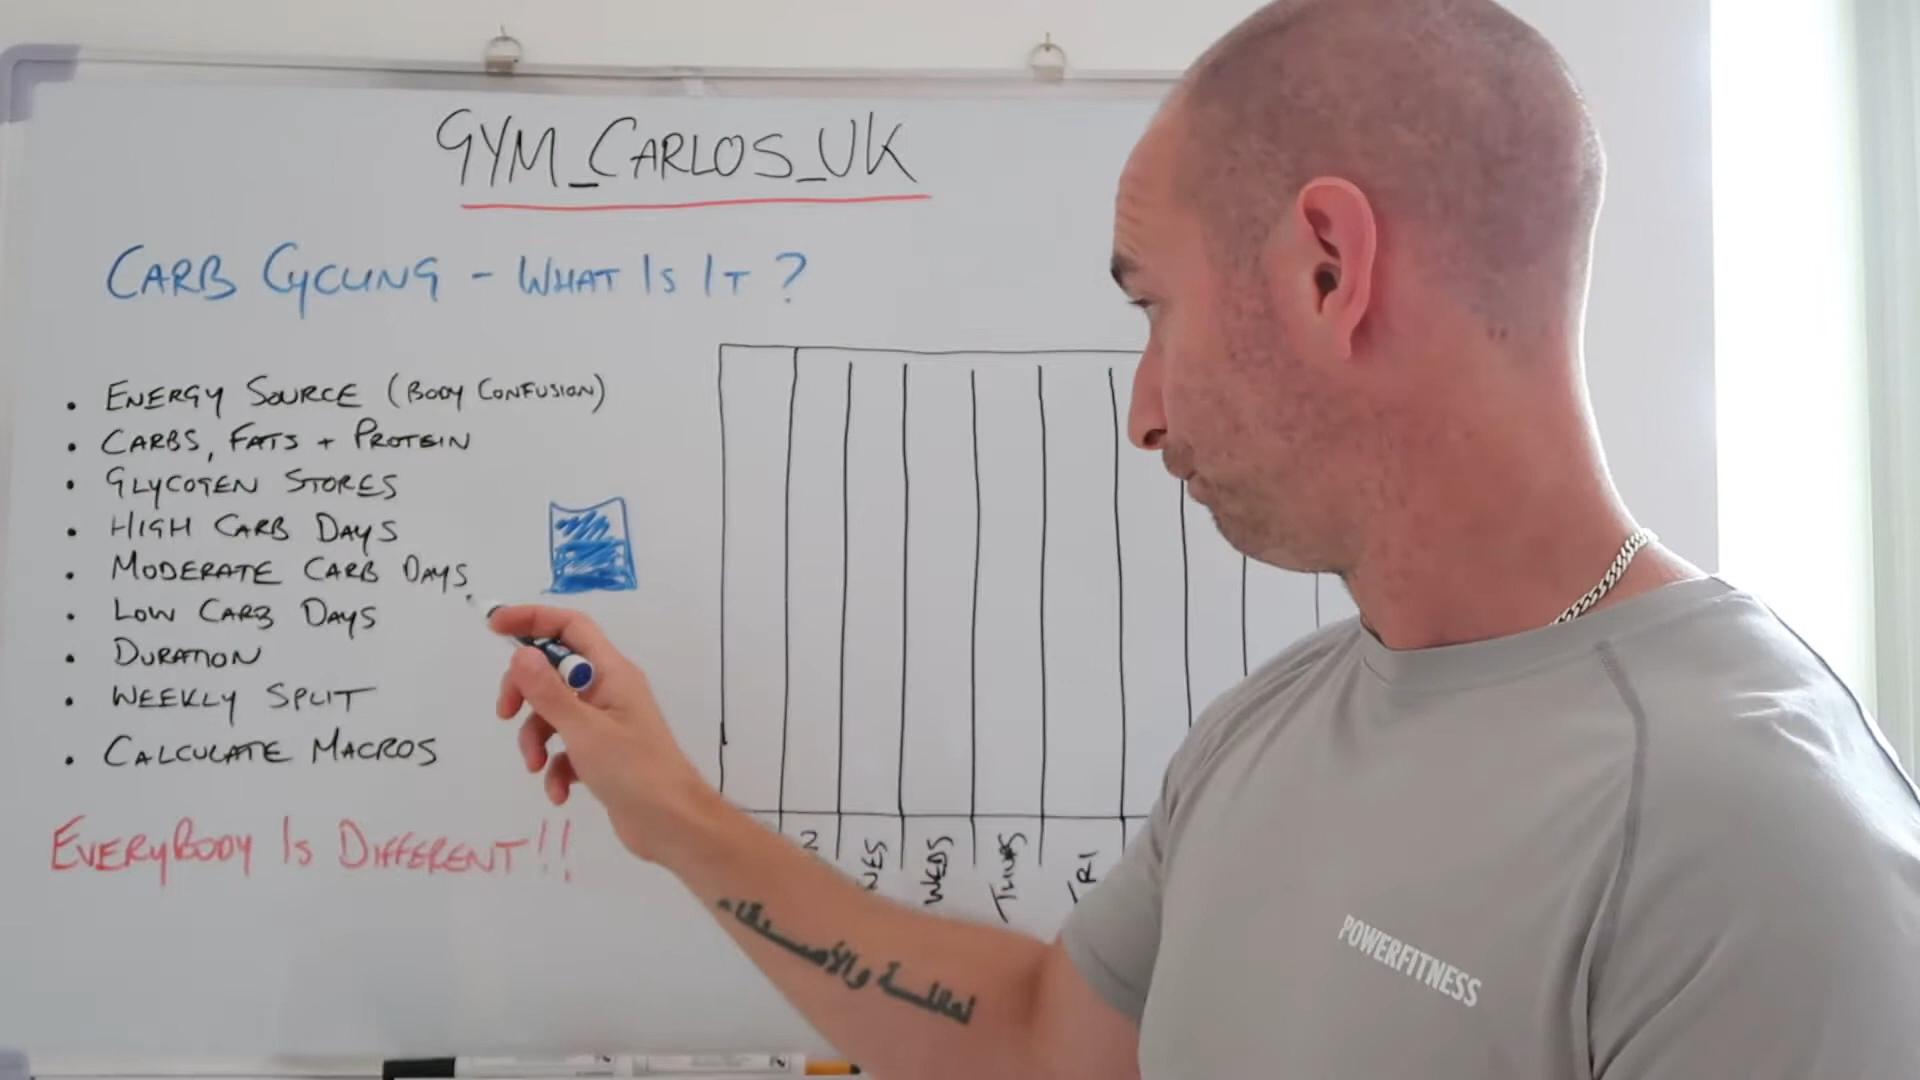 GYM_CARLOS_UK
CARB CYCLING - WHAT IS IT?
• ENERGY SOURCE (BODY CONFUSION)
• CARBS, FATS + PROTEIN
• GLYCOGEN STORES
• HIGH CARB DAYS
• MODERATE CARB DAYS
• LOW CARB DAYS
• DURATION
• WEEKLY SPLIT
• CALCULATE MACROS
EVERYBODY IS DIFFERENT!!
WEDS
THURS
POWERFITNESS